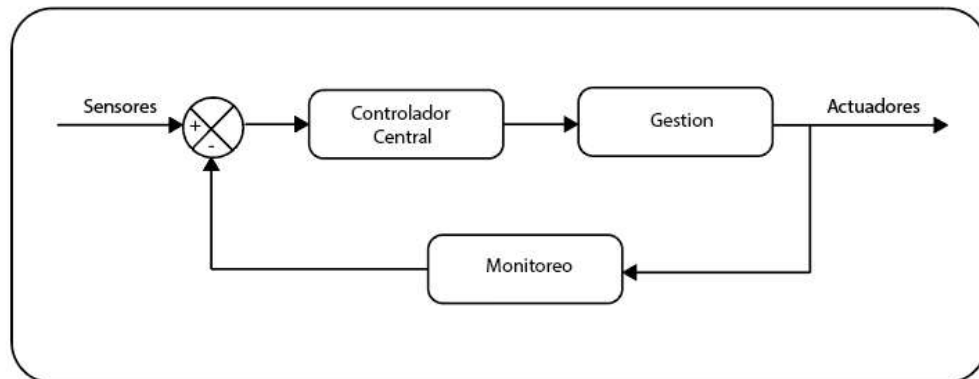 Sensores
+
-
Controlador
Central
Gestion
Actuadores
Monitoreo